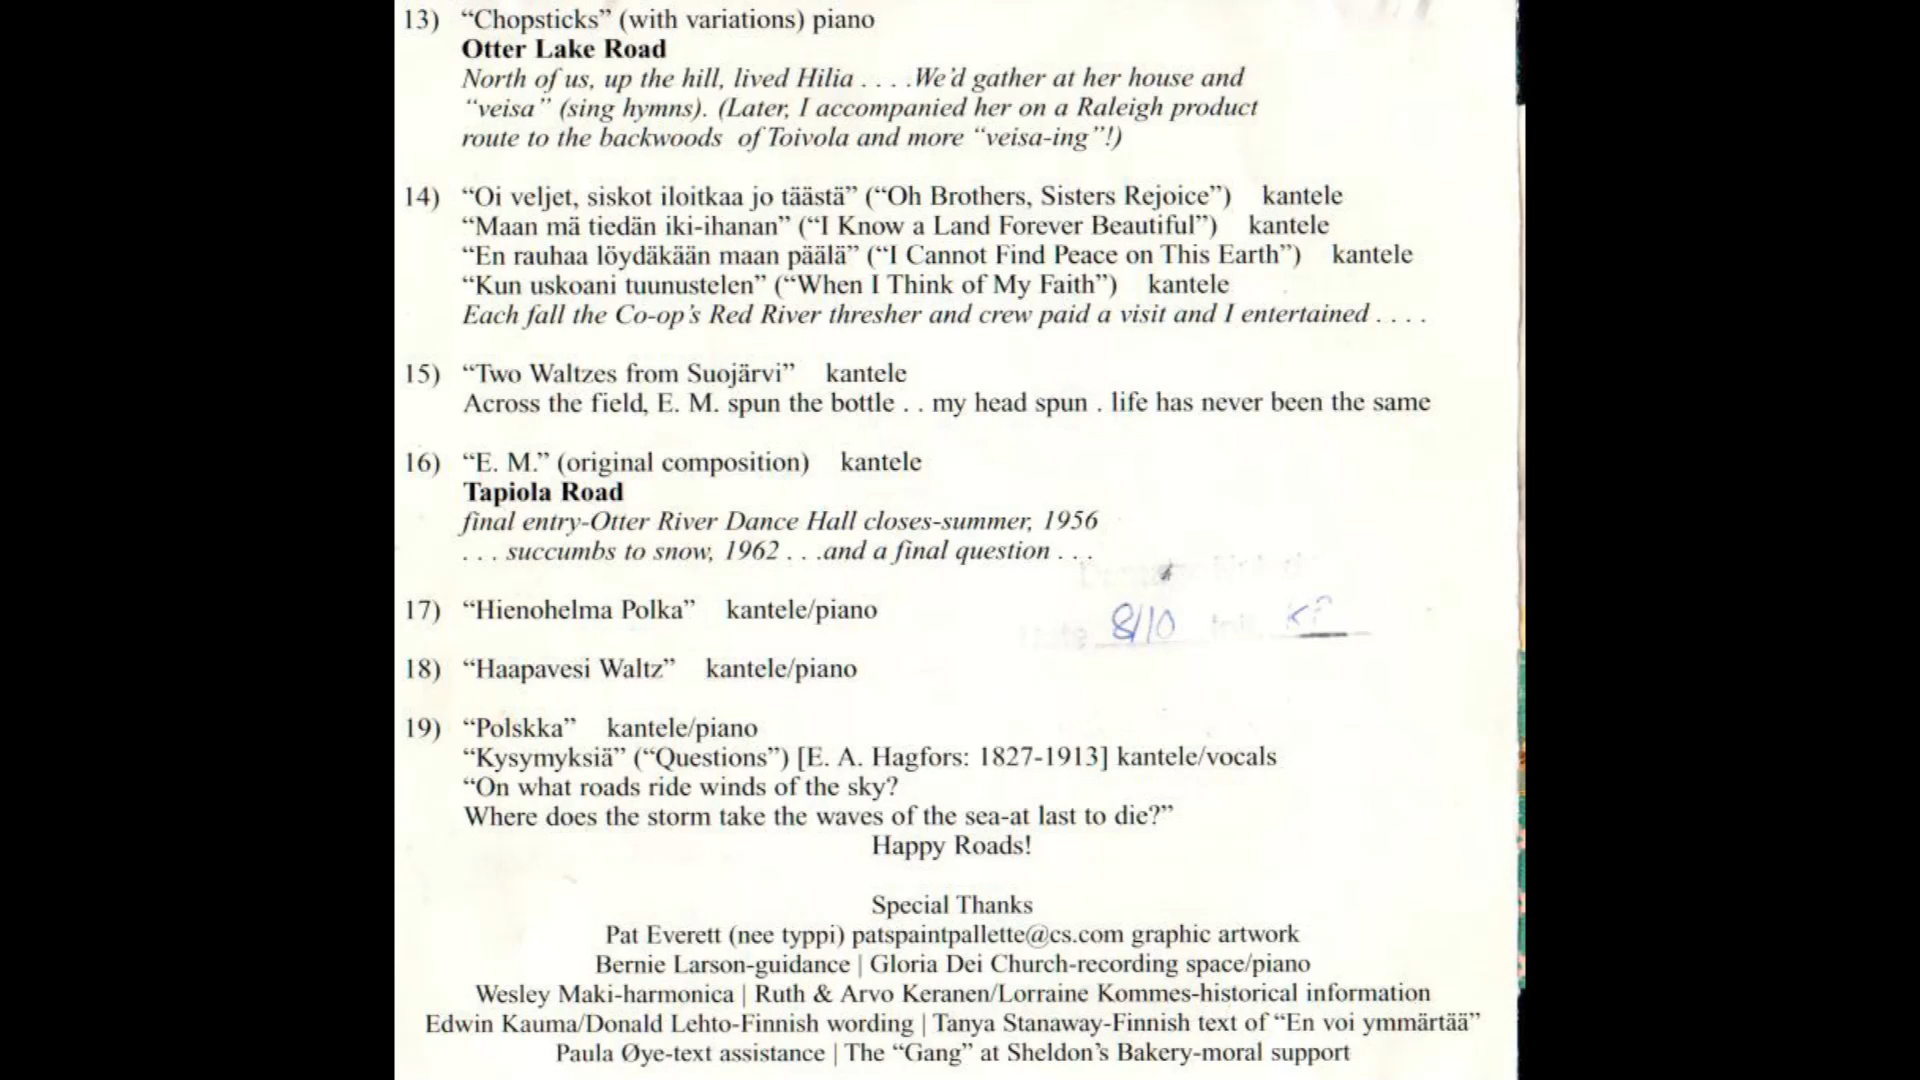 13) “Chopsticks” (with variations) piano
Otter Lake Road
North of us, up the hill, lived Hilia . . . .We’d gather at her house and
“veisa” (sing hymns). (Later, I accompanied her on a Raleigh product
route to the backwoods of Toivola and more “veisa-ing”!)
14) “Oi veljet, siskot iloitkaa jo täästä” (“Oh Brothers, Sisters Rejoice”) kantele
“Maan mä tiedän iki-ihanan” (“I Know a Land Forever Beautiful”) kantele
“En rauhaa löydäkään maan päälä” (“I Cannot Find Peace on This Earth”) kantele
“Kun uskoani tuunustelen” (“When I Think of My Faith”) kantele
Each fall the Co-op’s Red River thresher and crew paid a visit and I entertained . . . .
15) “Two Waltzes from Suojärvi” kantele
Across the field, E. M. spun the bottle . . my head spun . life has never been the same
16) “E. M.” (original composition) kantele
Tapiola Road
final entry-Otter River Dance Hall closes-summer, 1956
. . . succumbs to snow, 1962 . . .and a final question . . .
17) “Hienohelma Polka” kantele/piano
8/10
18) “Haapavesi Waltz” kantele/piano
19) “Polskka” kantele/piano
“Kysymyksiä” (“Questions”) [E. A. Hagfors: 1827-1913] kantele/vocals
“On what roads ride winds of the sky?
Where does the storm take the waves of the sea-at last to die?”
Happy Roads!
Special Thanks
Pat Everett (nee typpi) patspaintpallette@cs.com graphic artwork
Bernie Larson-guidance | Gloria Dei Church-recording space/piano
Wesley Maki-harmonica | Ruth & Arvo Keranen/Lorraine Kommes-historical information
Edwin Kauma/Donald Lehto-Finnish wording | Tanya Stanaway-Finnish text of “En voi ymmärtää”
Paula Øye-text assistance | The “Gang” at Sheldon’s Bakery-moral support